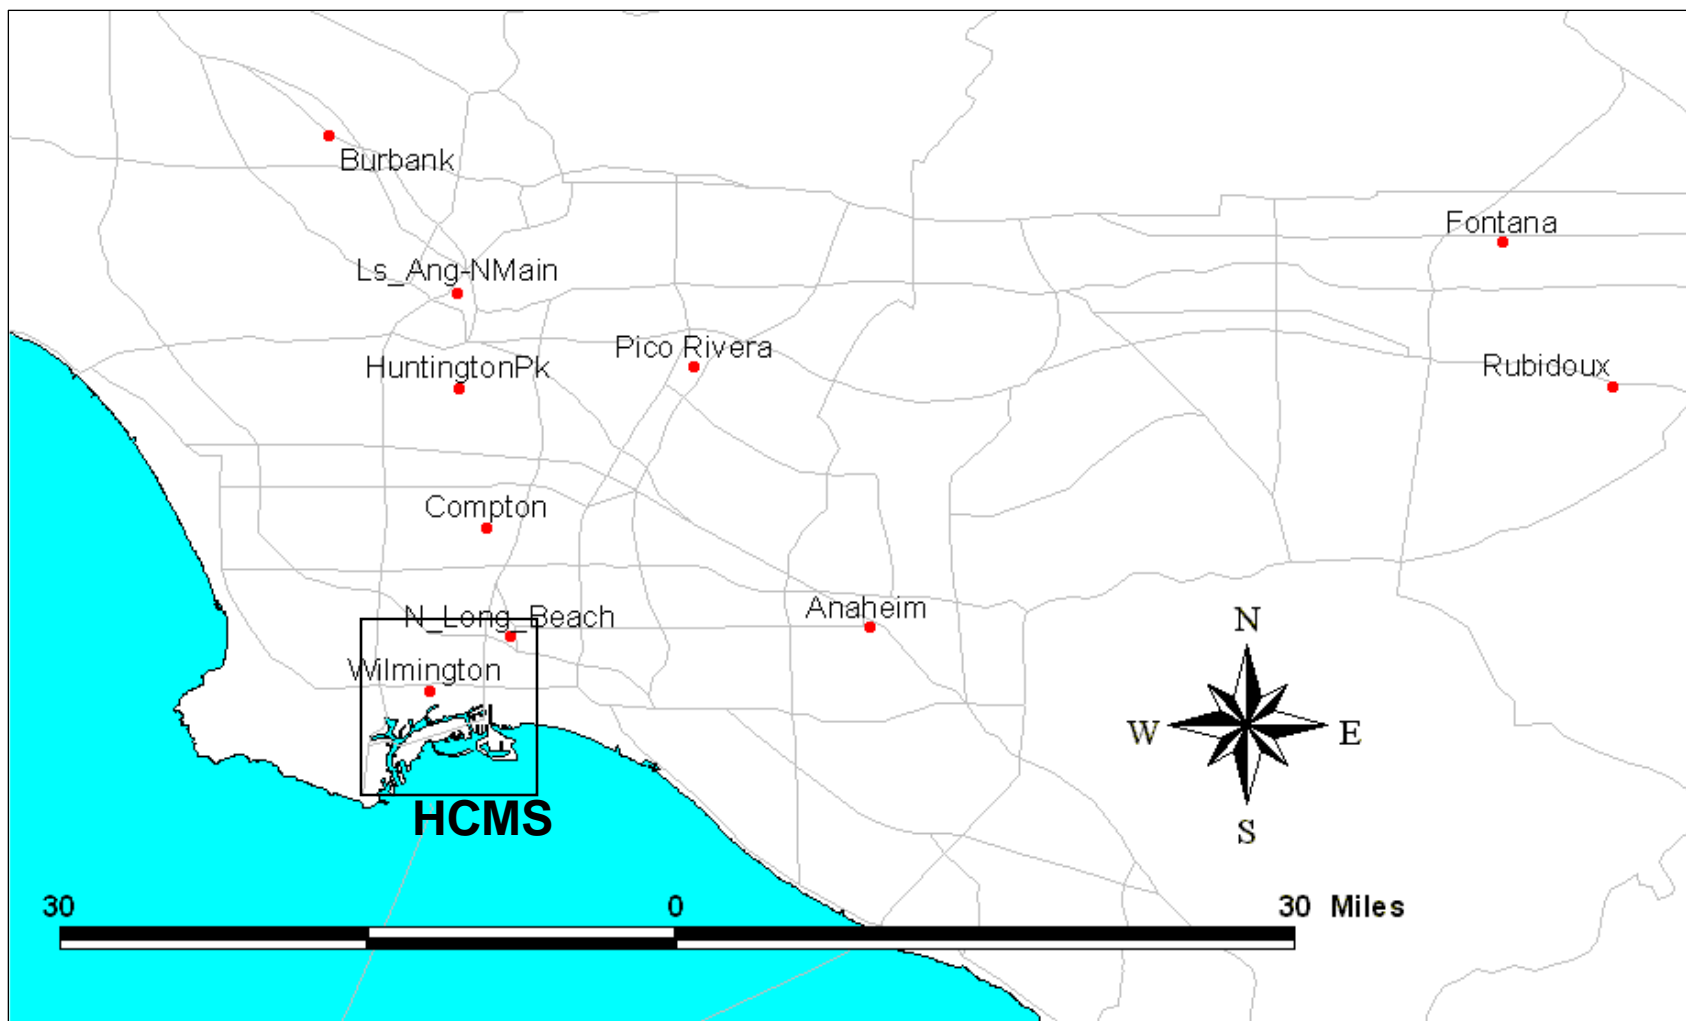 Burbank
Fontana
Ls_Ang-NMain
Pico Rivera
HuntingtonPk
Rubidoux
Compton
N_Long_Beach
Anaheim
N
Wilmington
W
E
HCMS
S
30
0
30 Miles